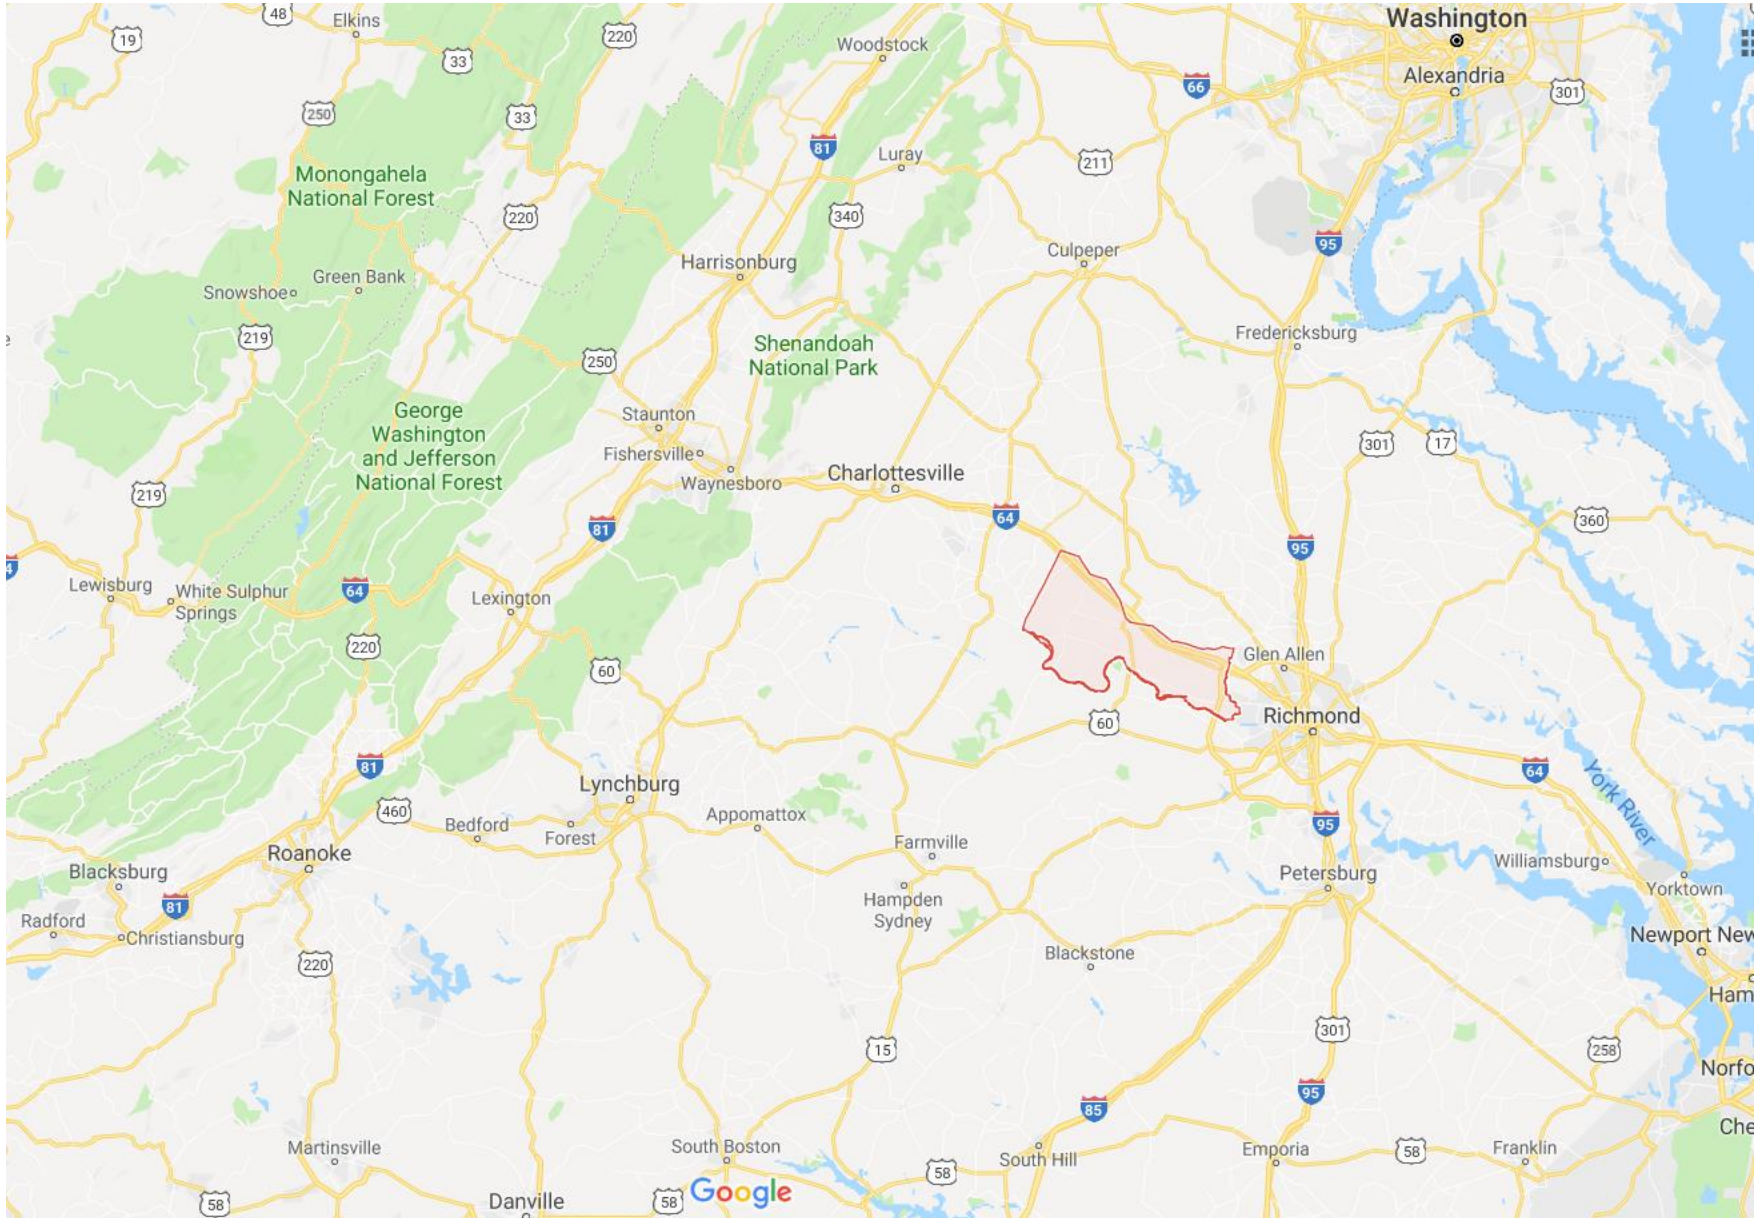 48
Elkins
19
220
Washington
33
Woodstock
66
Alexandria
301
250
33
81
Luray
211
Monongahela
National Forest
220
340
95
Culpeper
Harrisonburg
Green Bank
Snowshoe
219
Fredericksburg
Shenandoah
National Park
250
George
Washington
and Jefferson
National Forest
Staunton
301
17
Fishersville
Waynesboro
Charlottesville
219
64
360
81
95
4
Lewisburg
White Sulphur
Springs
64
Lexington
220
Glen Allen
60
60
Richmond
81
64
York River
Lynchburg
460
Bedford
Forest
Appomattox
95
Farmville
Roanoke
Blacksburg
Williamsburg
Petersburg
Yorktown
81
Hampden
Sydney
Radford
Christiansburg
Newport New
Blackstone
220
Ham
301
15
258
Norfo
95
85
Che
Martinsville
South Boston
South Hill
Emporia
58
Franklin
58
58
Danville
58
Google